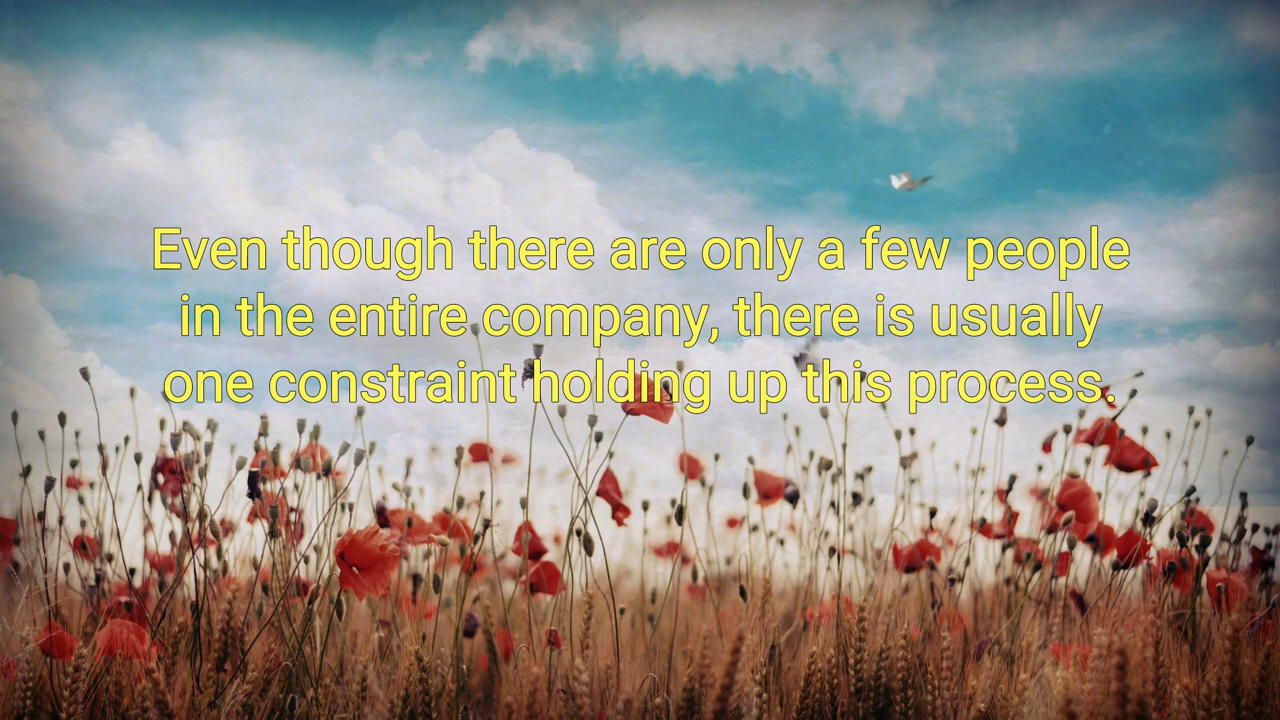 Even though there are only a few people
in the entire company, there is usually
one constraint holding up this process.